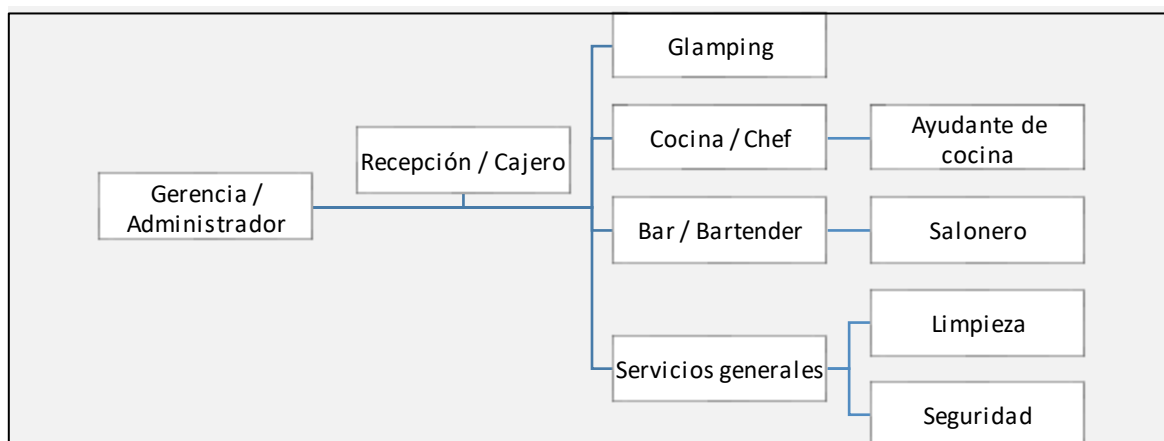 Glamping
Recepción / Cajero
Cocina / Chef
Ayudante de
cocina
Gerencia /
Administrador
Bar / Bartender
Salonero
Servicios generales
Limpieza
Seguridad